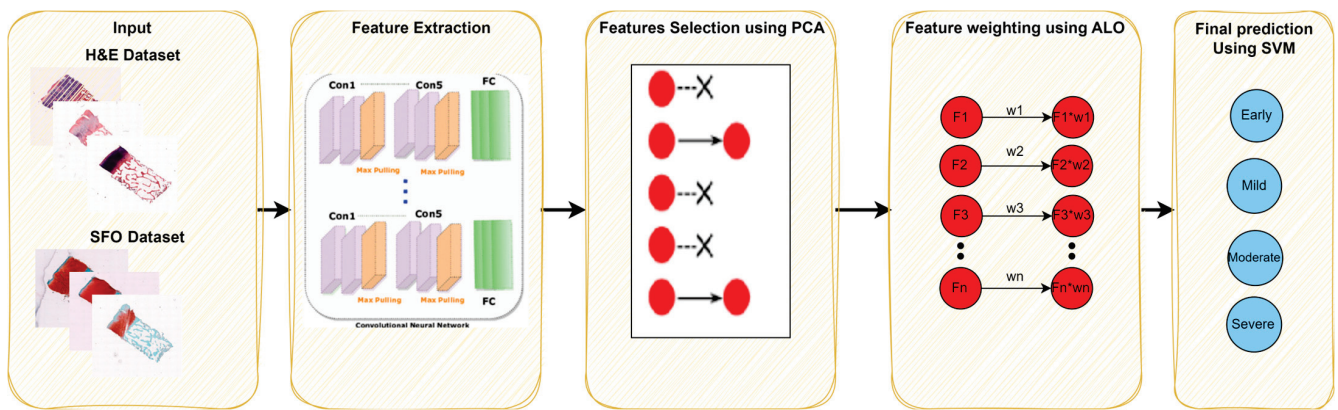 Input
H&E Dataset
SFO Dataset
Feature Extraction
Con1
Con5
FC
Max Pulling
Max Pulling
Con1
Con5
Max Pulling
Max Pulling
FC
Convolutional Neural Network
Features Selection using PCA
X
X
X
Feature weighting using ALO
F1
w1
F1*w1
F2
w2
F2*w2
F3
w3
F3*w3
Fn
wn
Fn*wn
Final prediction
Using SVM
Early
Mild
Moderate
Severe